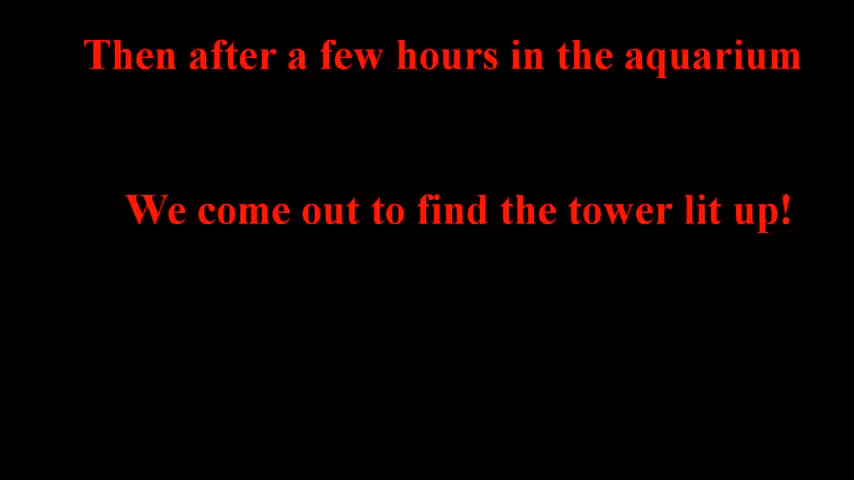 Then after a few hours in the aquarium
We come out to find the tower lit up!